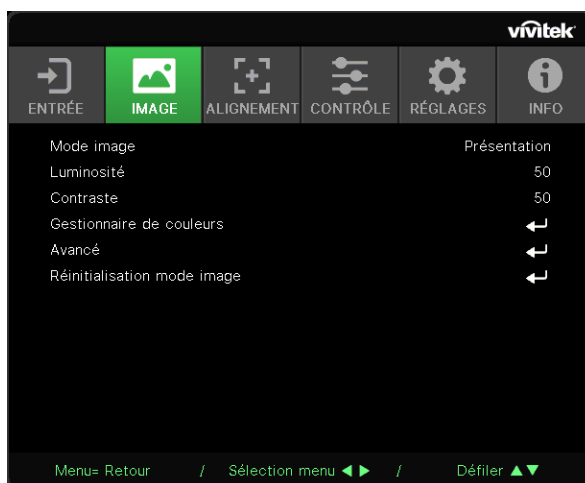 vivitek
ENTRÉE IMAGE ALIGNEMENT CONTRÔLE RÉGLAGES INFO
Mode image Présentation
Luminosité 50
Contraste 50
Gestionnaire de couleurs
Avancé
Réinitialisation mode image
Menu= Retour / Sélection menu ◀ ▶ / Défiler ▲▼